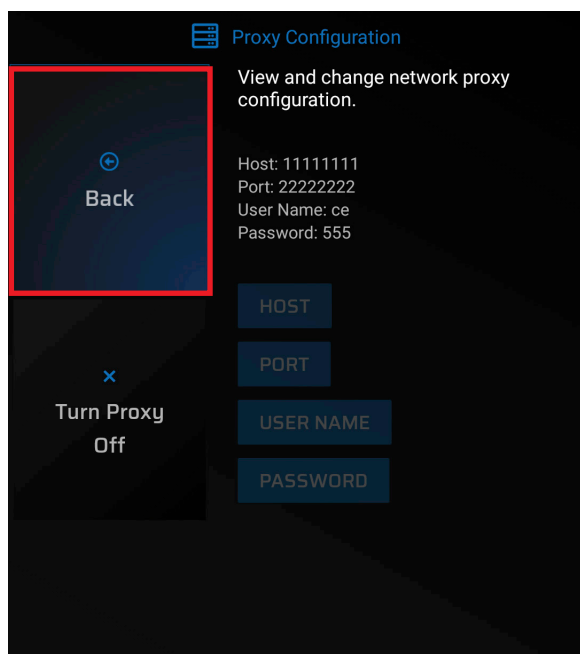 Proxy Configuration
View and change network proxy
configuration.
Back
Host: 11111111
Port: 22222222
User Name: ce
Password: 555
HOST
PORT
USER NAME
PASSWORD
Turn Proxy
Off